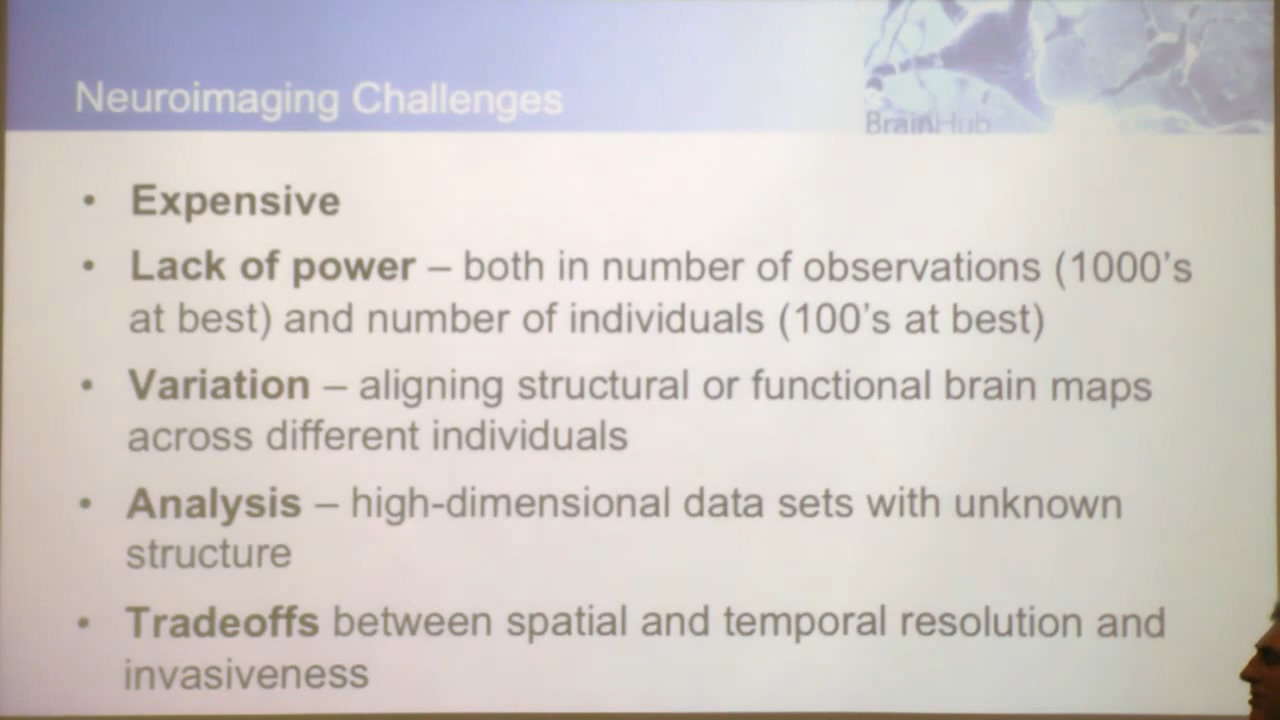 Neuroimaging Challenges
BrainHub
• Expensive
• Lack of power – both in number of observations (1000's
at best) and number of individuals (100's at best)
• Variation – aligning structural or functional brain maps
across different individuals
• Analysis – high-dimensional data sets with unknown
structure
• Tradeoffs between spatial and temporal resolution and
invasiveness